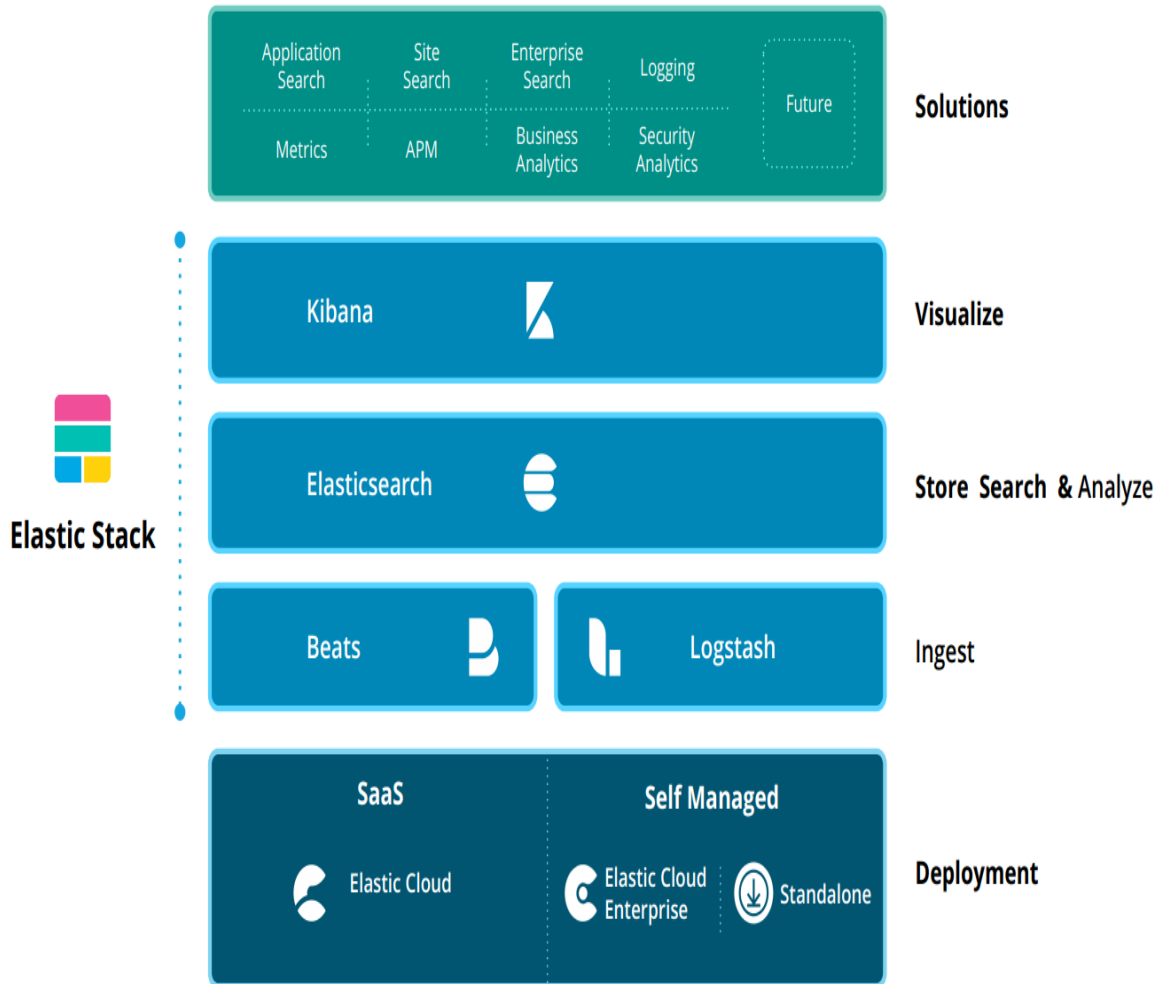 Application
Search
Site
Search
Enterprise
Search
Logging
Future
Metrics
APM
Business
Analytics
Security
Analytics
Solutions
Kibana
Visualize
Elasticsearch
Store Search & Analyze
Elastic Stack
Beats
Logstash
Ingest
SaaS
Self Managed
Elastic Cloud
Elastic Cloud
Enterprise
Standalone
Deployment